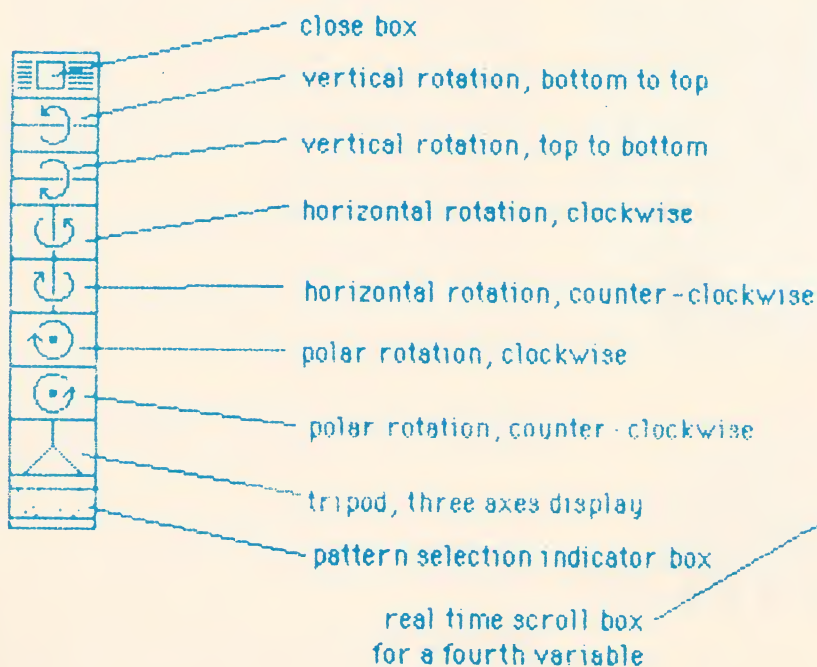 close box
vertical rotation, bottom to top
vertical rotation, top to bottom
horizontal rotation, clockwise
horizontal rotation, counter-clockwise
polar rotation, clockwise
polar rotation, counter-clockwise
tripod, three axes display
pattern selection indicator box
real time scroll box
for a fourth variable